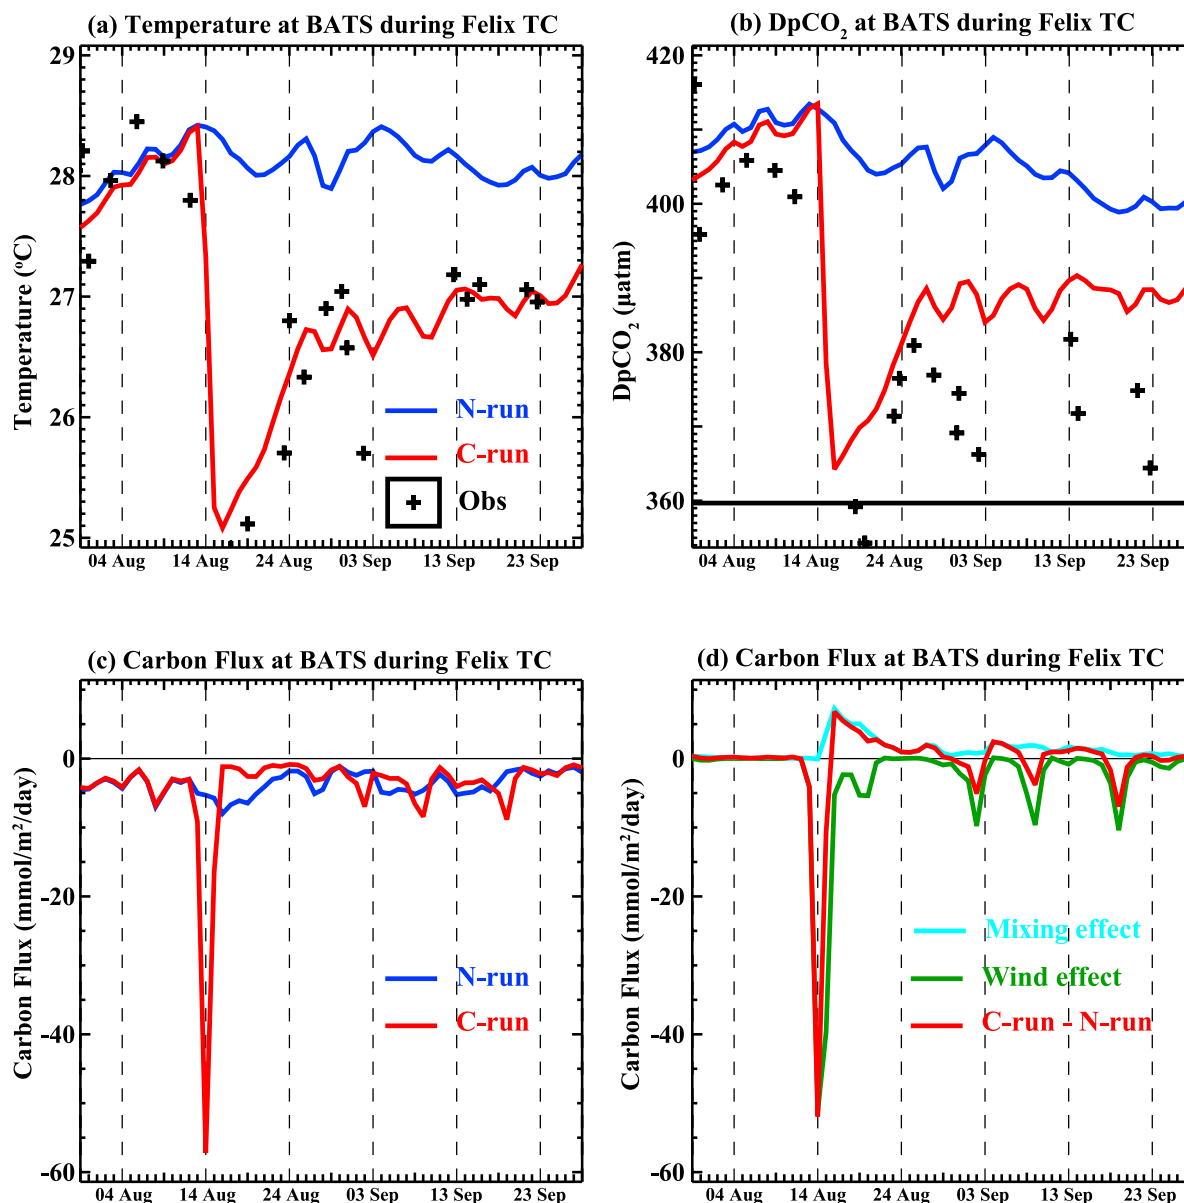 (a) Temperature at BATS during Felix TC
29
28
27
26
25
Temperature (°C)
N-run
C-run
Obs
04 Aug 14 Aug 24 Aug 03 Sep 13 Sep 23 Sep
(b) DpCO₂ at BATS during Felix TC
420
400
380
360
DpCO₂ (µatm)
04 Aug 14 Aug 24 Aug 03 Sep 13 Sep 23 Sep
(c) Carbon Flux at BATS during Felix TC
0
-20
-40
-60
Carbon Flux (mmol/m²/day)
N-run
C-run
04 Aug 14 Aug 24 Aug 03 Sep 13 Sep 23 Sep
(d) Carbon Flux at BATS during Felix TC
0
-20
-40
-60
Carbon Flux (mmol/m²/day)
Mixing effect
Wind effect
C-run - N-run
04 Aug 14 Aug 24 Aug 03 Sep 13 Sep 23 Sep